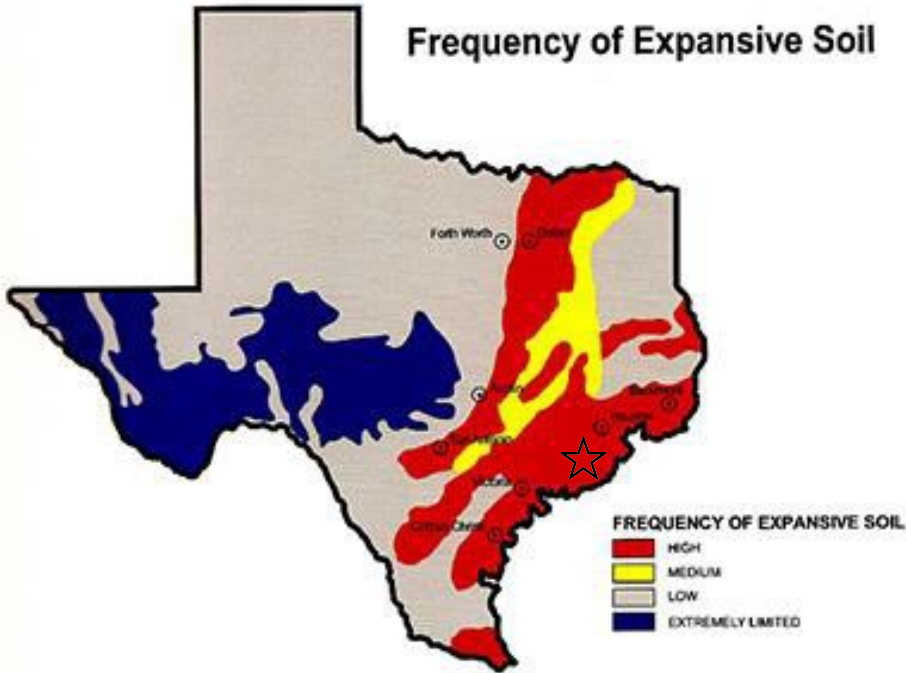 Frequency of Expansive Soil
Forth Worth
Dallas
Austin
Beaumont
Houston
San Antonio
Victoria
Corpus Christi
FREQUENCY OF EXPANSIVE SOIL
HIGH
MEDIUM
LOW
EXTREMELY LIMITED